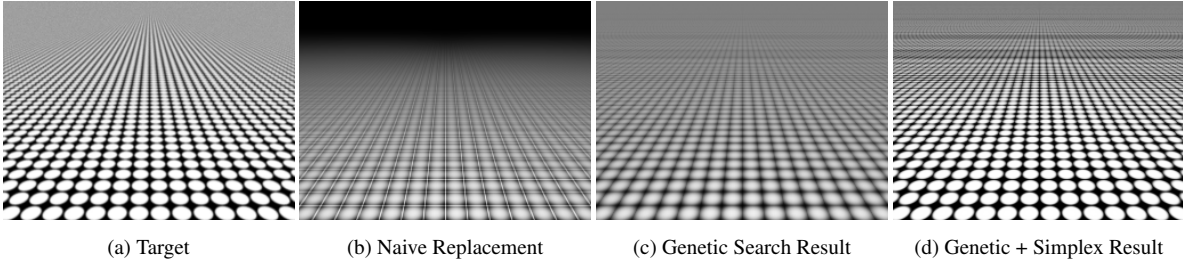 (a) Target
(b) Naive Replacement
(c) Genetic Search Result
(d) Genetic + Simplex Result